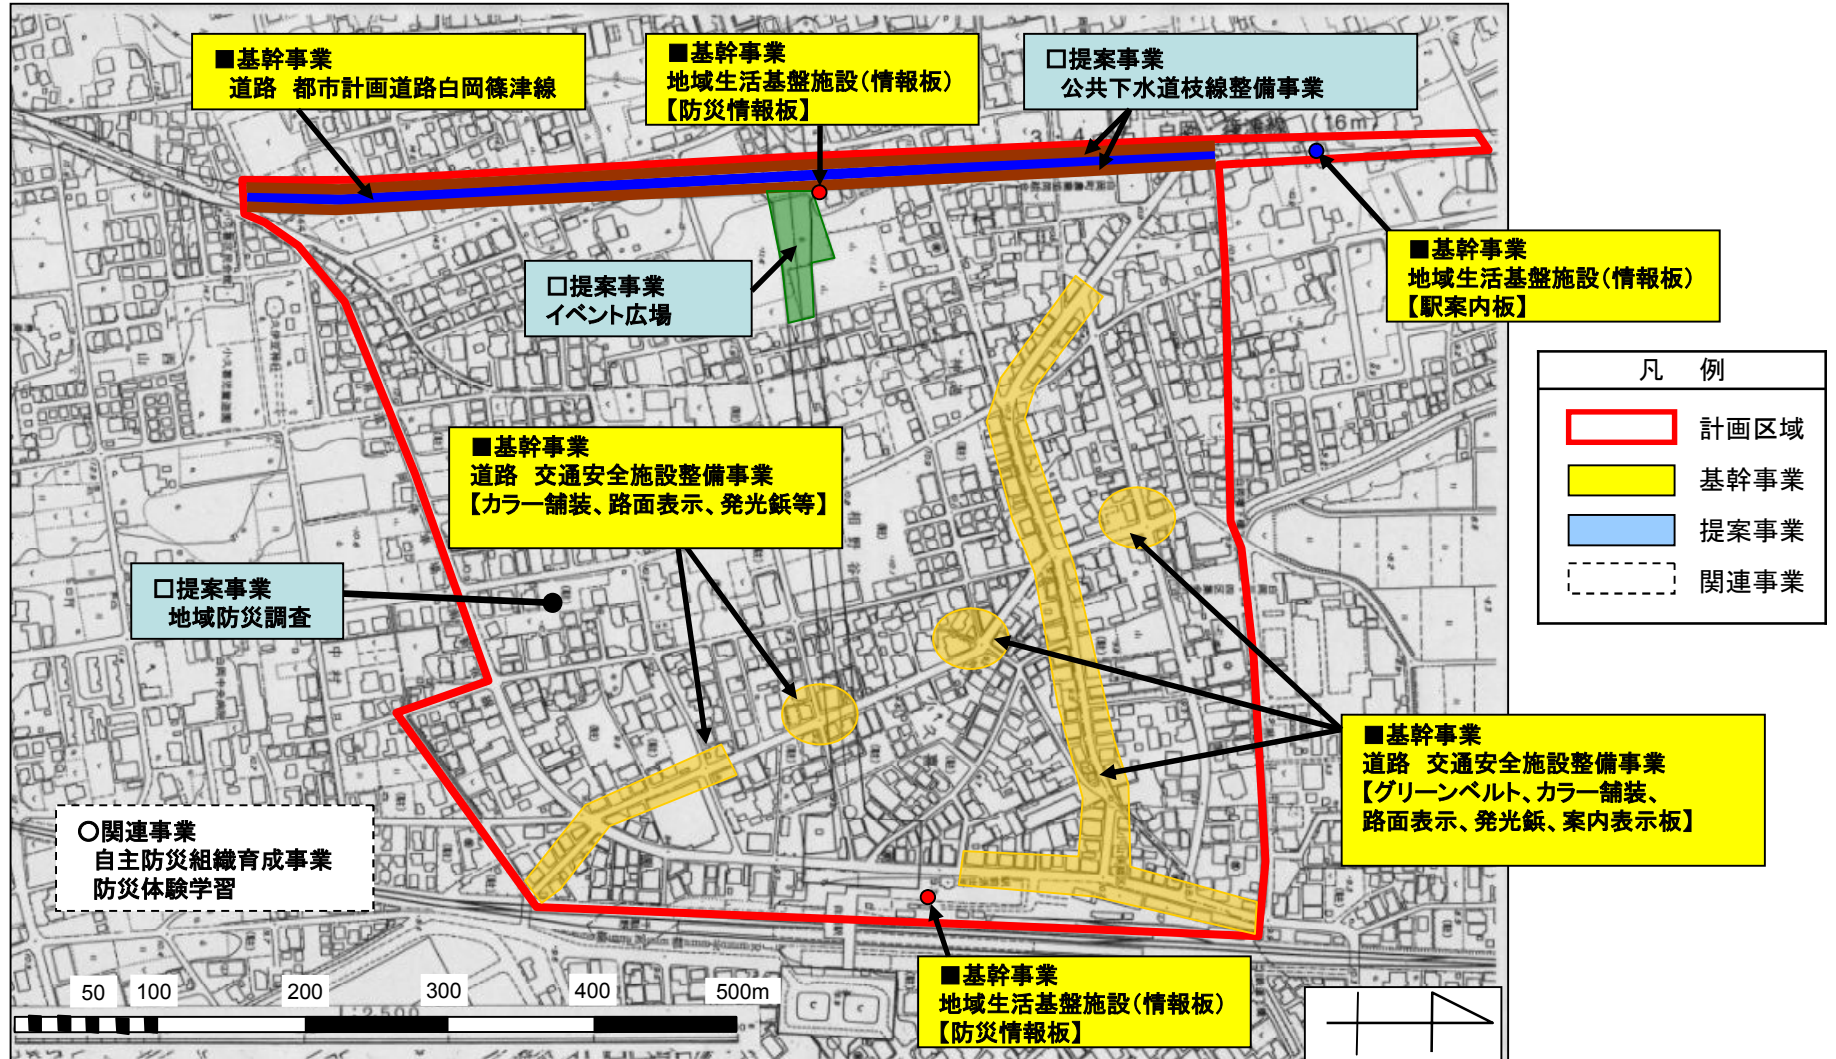 ■基幹事業
道路 都市計画道路白岡篠津線
■基幹事業
地域生活基盤施設(情報板)
【防災情報板】
□提案事業
公共下水道枝線整備事業
(16m)
■基幹事業
地域生活基盤施設(情報板)
【駅案内板】
□提案事業
イベント広場
凡 例
計画区域
基幹事業
提案事業
関連事業
■基幹事業
道路 交通安全施設整備事業
【カラー舗装、路面表示、発光鋲等】
□提案事業
地域防災調査
■基幹事業
道路 交通安全施設整備事業
【グリーンベルト、カラー舗装、
路面表示、発光鋲、案内表示板】
○関連事業
自主防災組織育成事業
防災体験学習
■基幹事業
地域生活基盤施設(情報板)
【防災情報板】
50 100 200 300 400 500m
1:2,500